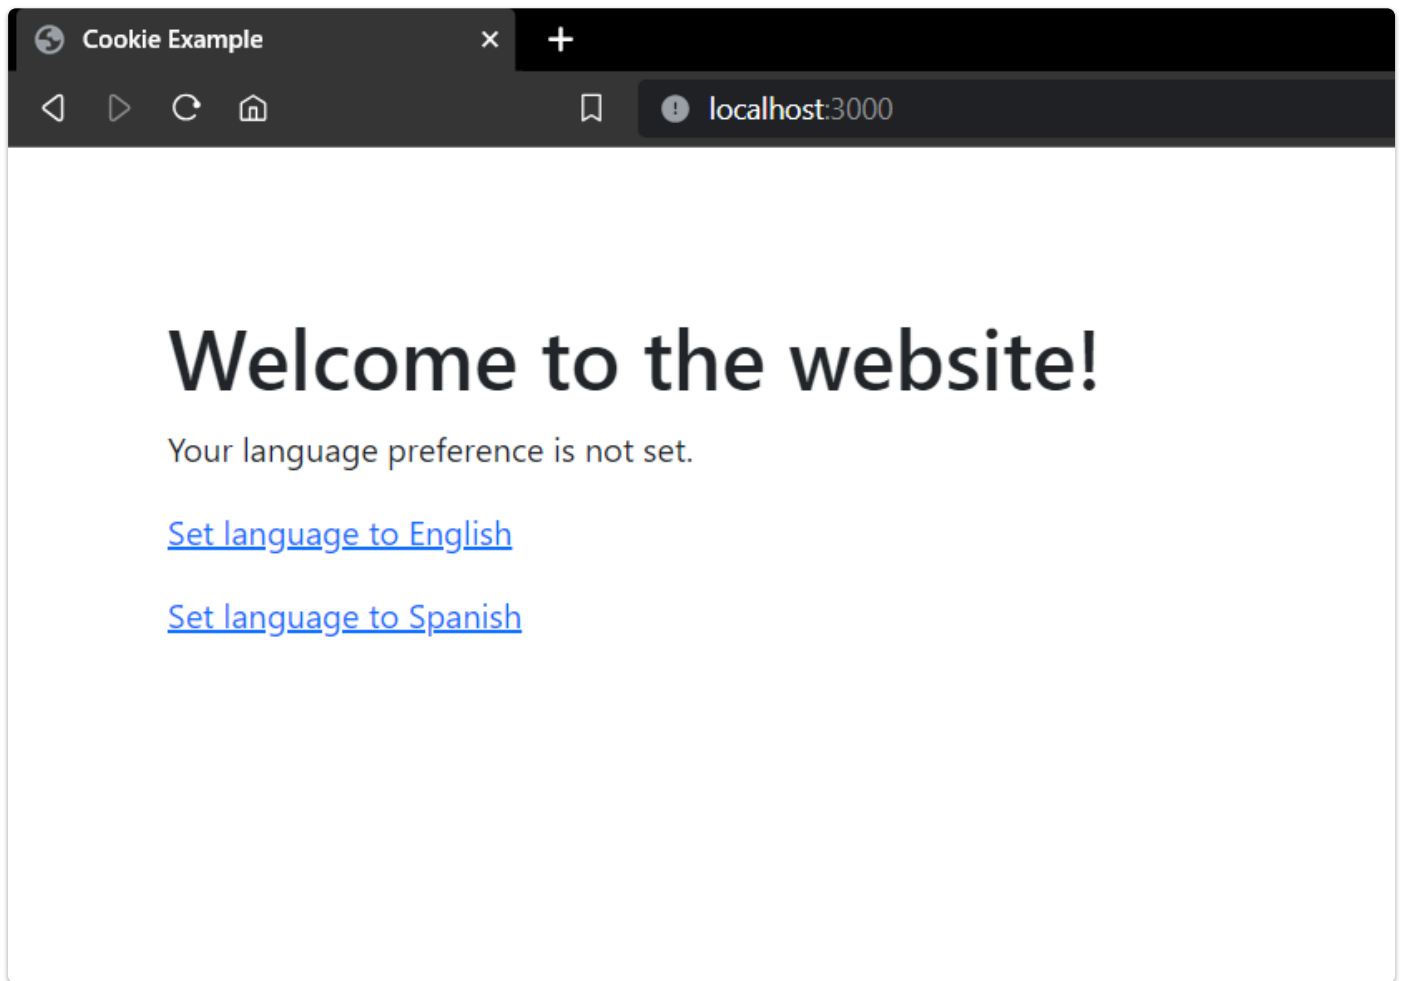 Cookie Example
localhost:3000
Welcome to the website!
Your language preference is not set.
Set language to English
Set language to Spanish